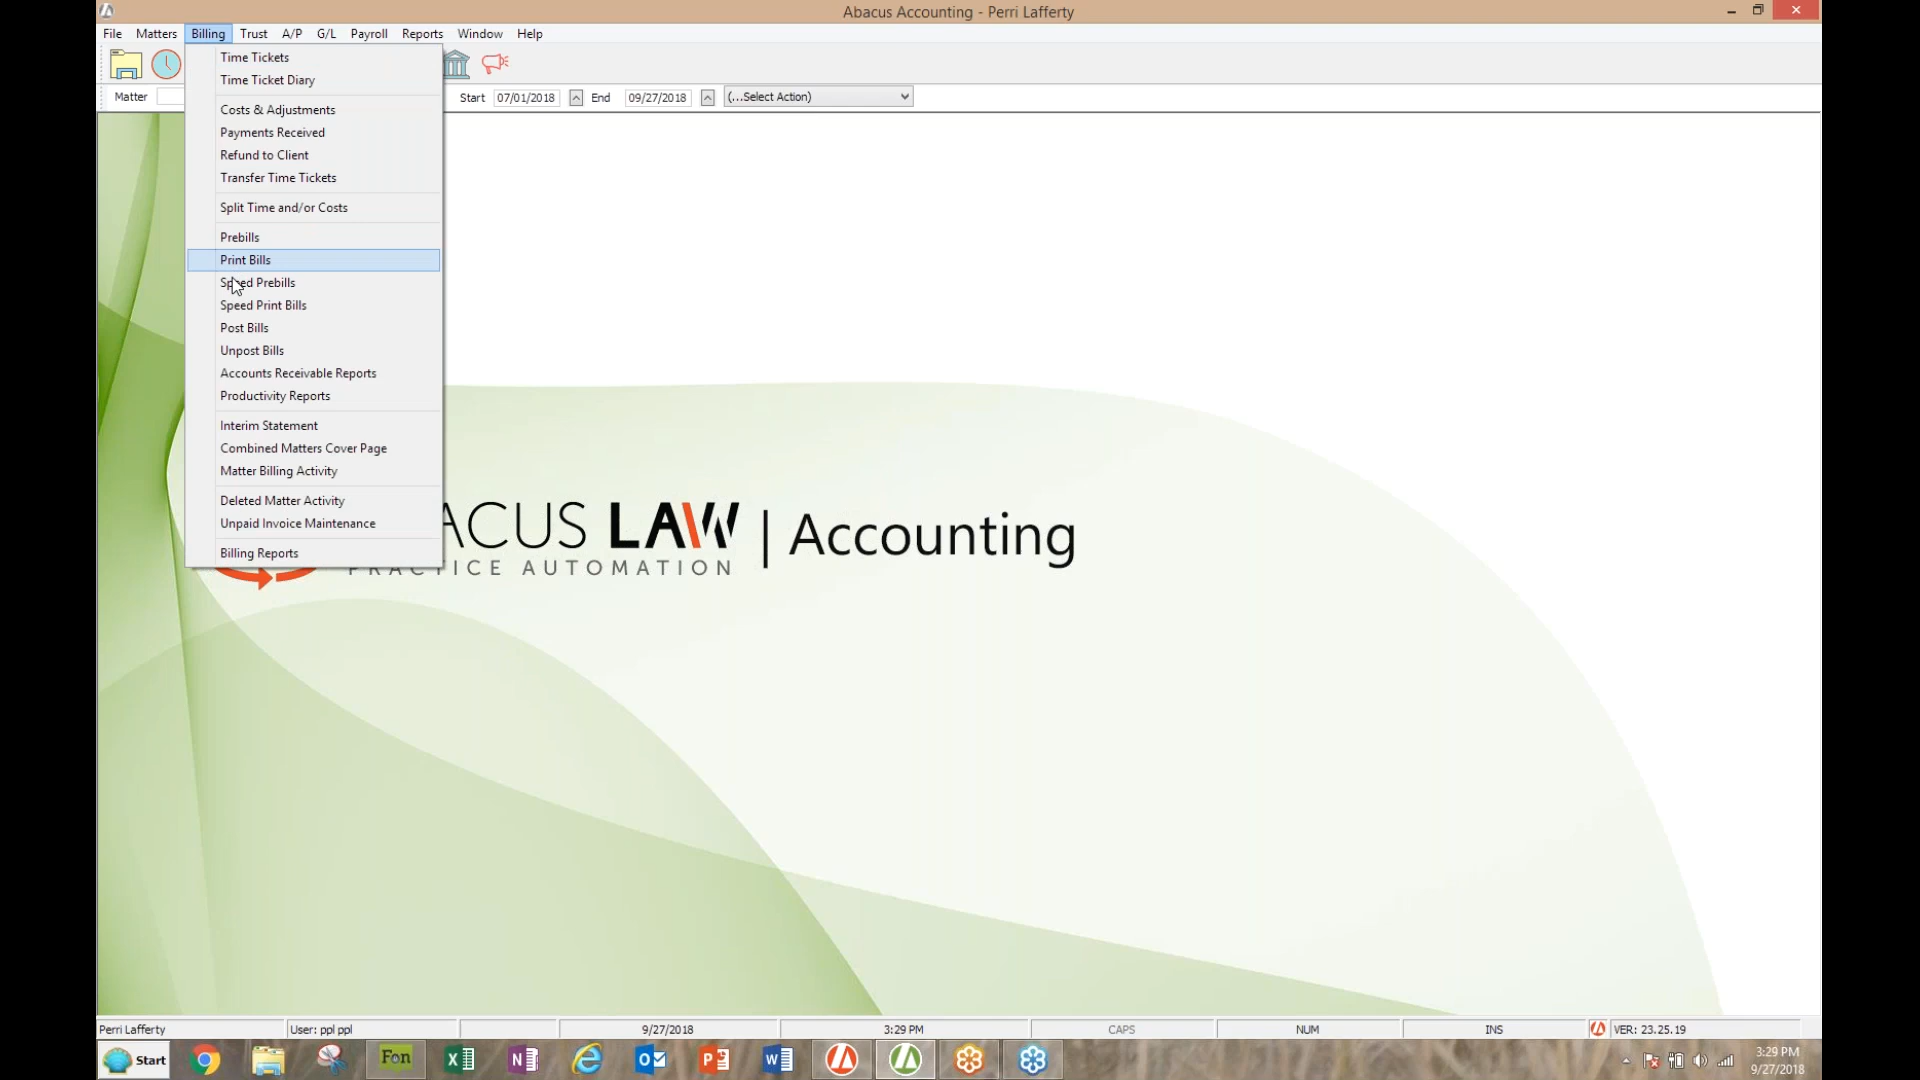 Abacus Accounting - Perri Lafferty
File Matters Billing Trust A/P G/L Payroll Reports Window Help
Matter Start 07/01/2018 End 09/27/2018 (...Select Action)
Time Tickets
Time Ticket Diary
Costs & Adjustments
Payments Received
Refund to Client
Transfer Time Tickets
Split Time and/or Costs
Prebills
Print Bills
Speed Prebills
Speed Print Bills
Post Bills
Unpost Bills
Accounts Receivable Reports
Productivity Reports
Interim Statement
Combined Matters Cover Page
Matter Billing Activity
Deleted Matter Activity
Unpaid Invoice Maintenance
Billing Reports
ACUS LAW | Accounting
PRACTICE AUTOMATION
Perri Lafferty User: ppl ppl 9/27/2018 3:29 PM CAPS NUM INS VER: 23.25.19
Start Fon 3:29 PM
9/27/2018